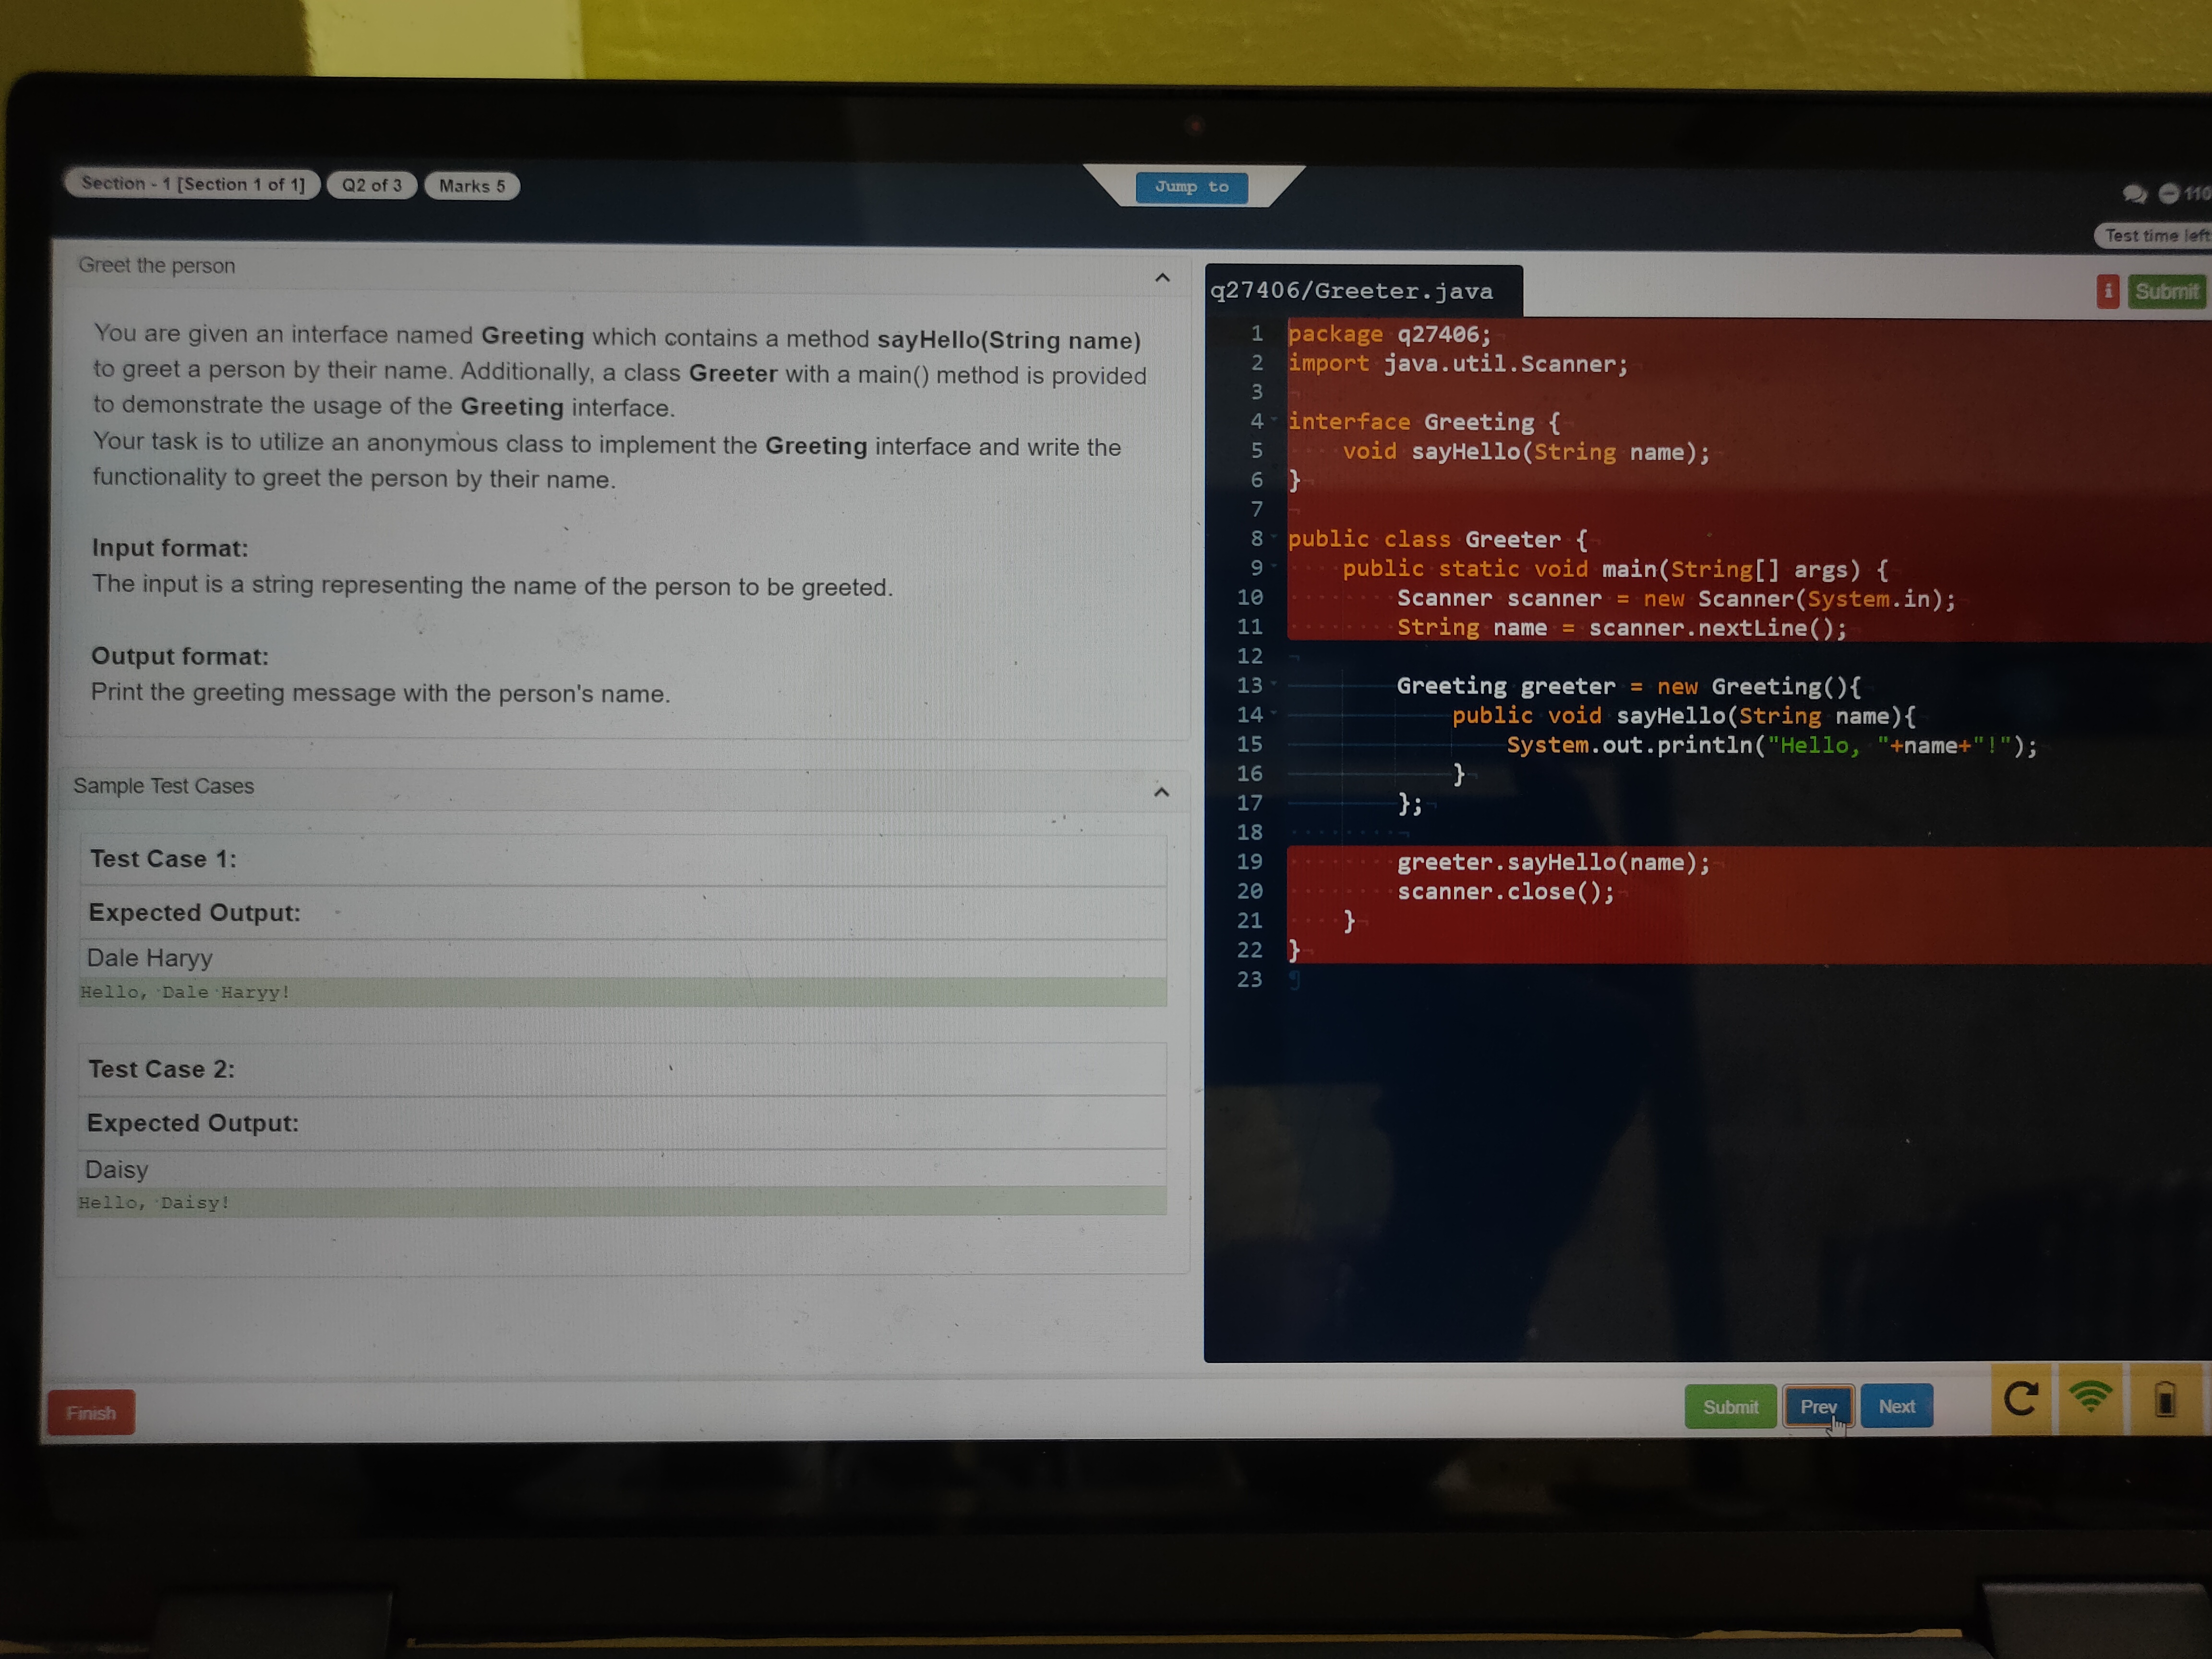 Section - 1 [Section 1 of 1] Q2 of 3 Marks 5
Jump to
110
Test time left
Greet the person
You are given an interface named Greeting which contains a method sayHello(String name)
to greet a person by their name. Additionally, a class Greeter with a main() method is provided
to demonstrate the usage of the Greeting interface.
Your task is to utilize an anonymous class to implement the Greeting interface and write the
functionality to greet the person by their name.
Input format:
The input is a string representing the name of the person to be greeted.
Output format:
Print the greeting message with the person's name.
Sample Test Cases
Test Case 1:
Expected Output:
Dale Haryy
Hello, Dale Haryy!
Test Case 2:
Expected Output:
Daisy
Hello, Daisy!
q27406/Greeter.java
i Submit
1 package q27406;
2 import java.util.Scanner;
3
4 interface Greeting {
5 void sayHello(String name);
6 }
7
8 public class Greeter {
9 public static void main(String[] args) {
10 Scanner scanner = new Scanner(System.in);
11 String name = scanner.nextLine();
12
13 Greeting greeter = new Greeting(){
14 public void sayHello(String name){
15 System.out.println("Hello, "+name+"!");
16 }
17 };
18
19 greeter.sayHello(name);
20 scanner.close();
21 }
22 }
23
Finish
Submit Prev Next